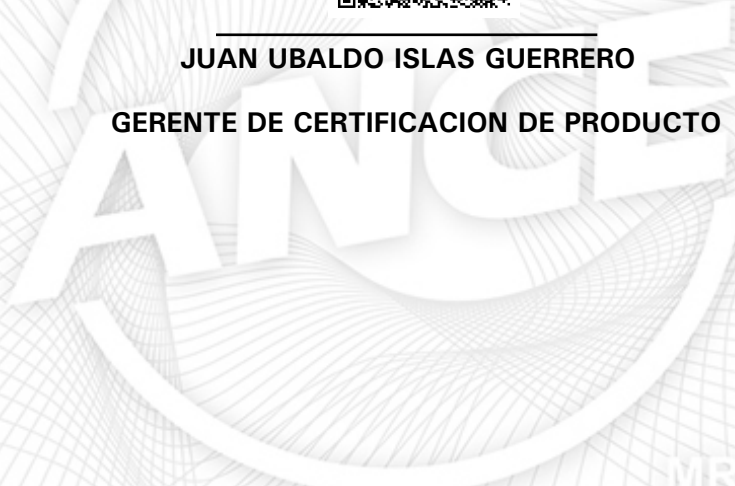 JUAN UBALDO ISLAS GUERRERO
GERENTE DE CERTIFICACION DE PRODUCTO
ANCE
MR